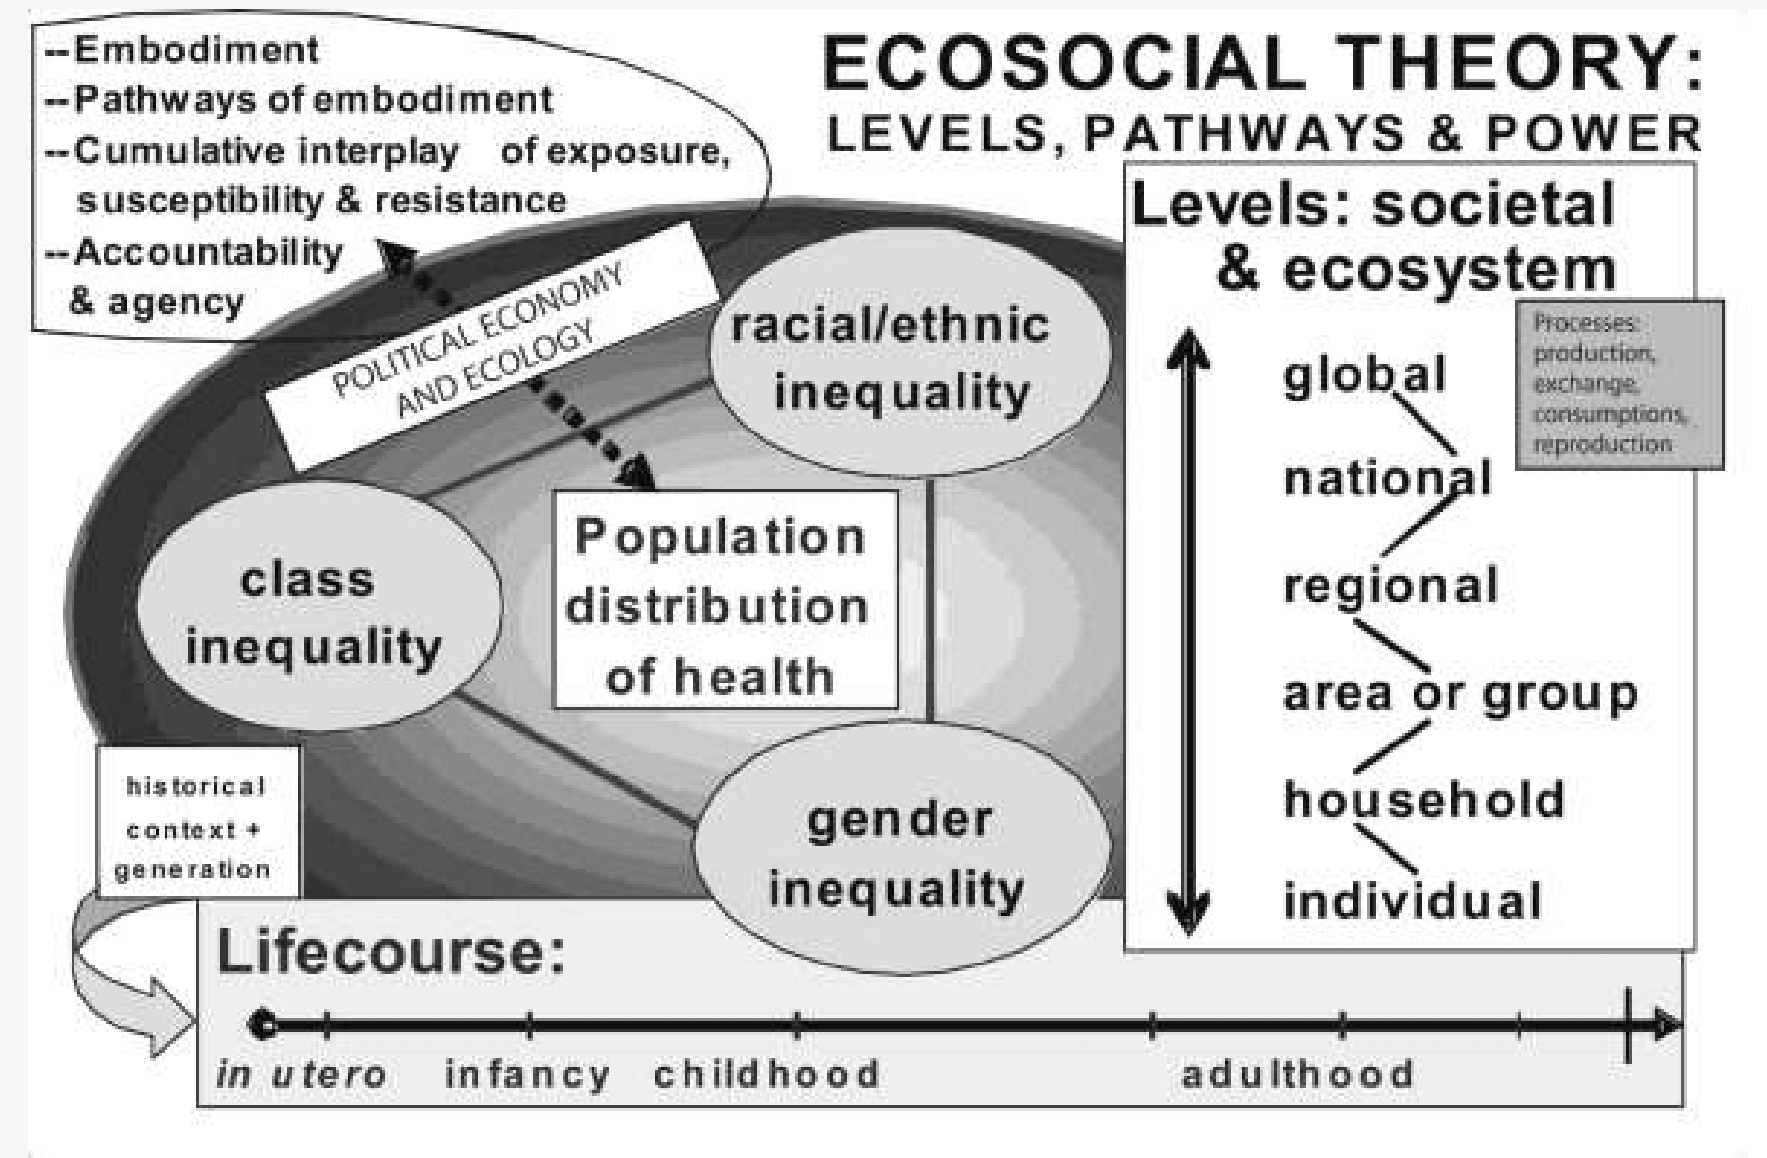 --Embodiment
--Pathways of embodiment
--Cumulative interplay of exposure,
susceptibility & resistance
--Accountability
& agency
ECOSOCIAL THEORY:
LEVELS, PATHWAYS & POWER
POLITICAL ECONOMY
AND ECOLOGY
racial/ethnic
inequality
class
inequality
Population
distribution
of health
gender
inequality
Levels: societal
& ecosystem
global
national
regional
area or group
household
individual
Processes:
production,
exchange,
consumptions,
reproduction
historical
context +
generation
Lifecourse:
in utero infancy childhood adulthood